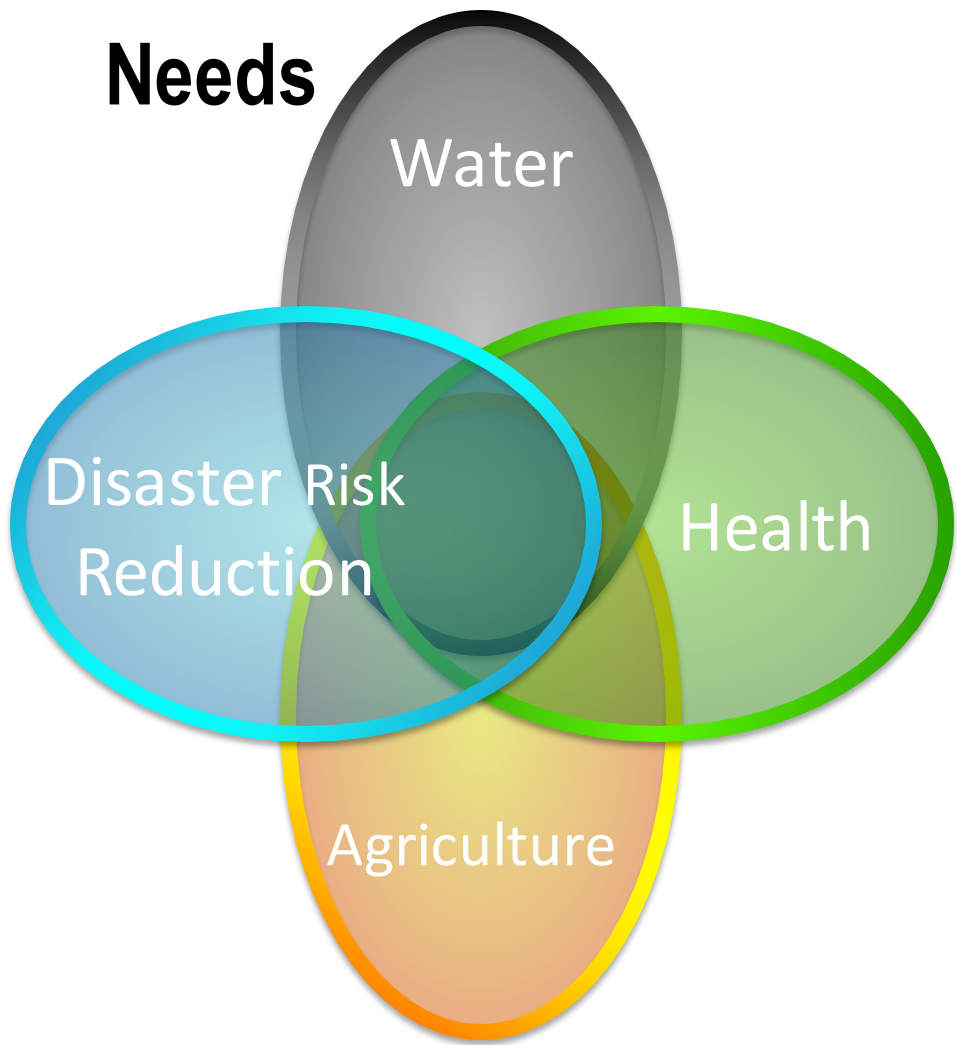 Needs
Water
Disaster Risk
Reduction
Health
Agriculture